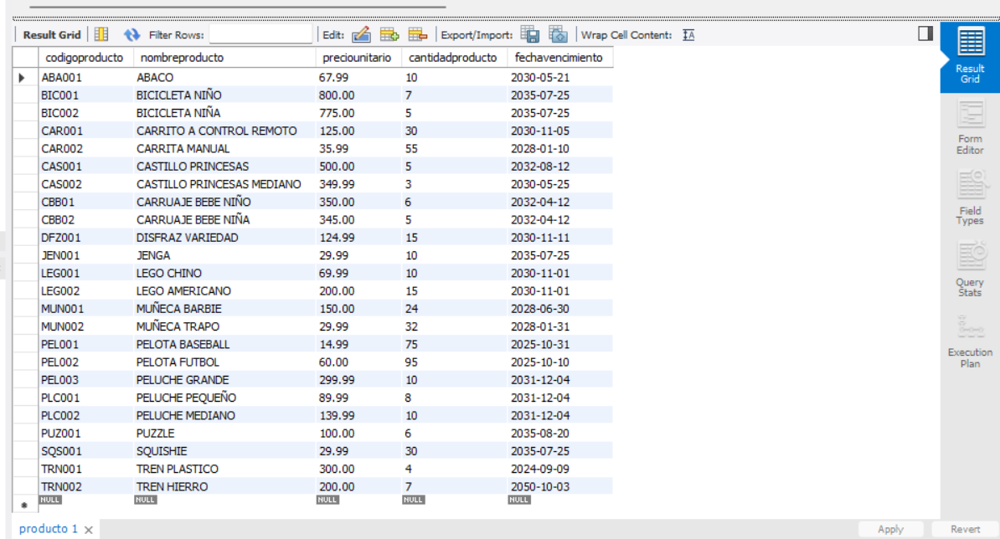 Result Grid Filter Rows: Edit: Export/Import: Wrap Cell Content:
codigoproducto nombreproducto preciounitario cantidadproducto fechavencimiento
ABA001 ABACO 67.99 10 2030-05-21
BIC001 BICICLETA NIÑO 800.00 7 2035-07-25
BIC002 BICICLETA NIÑA 775.00 5 2035-07-25
CAR001 CARRITO A CONTROL REMOTO 125.00 30 2030-11-05
CAR002 CARRITA MANUAL 35.99 55 2028-01-10
CAS001 CASTILLO PRINCESAS 500.00 5 2032-08-12
CAS002 CASTILLO PRINCESAS MEDIANO 349.99 3 2030-05-25
CBB01 CARRUAJE BEBE NIÑO 350.00 6 2032-04-12
CBB02 CARRUAJE BEBE NIÑA 345.00 5 2032-04-12
DFZ001 DISFRAZ VARIEDAD 124.99 15 2030-11-11
JEN001 JENGA 29.99 10 2035-07-25
LEG001 LEGO CHINO 69.99 10 2030-11-01
LEG002 LEGO AMERICANO 200.00 15 2030-11-01
MUN001 MUÑECA BARBIE 150.00 24 2028-06-30
MUN002 MUÑECA TRAPO 29.99 32 2028-01-31
PEL001 PELOTA BASEBALL 14.99 75 2025-10-31
PEL002 PELOTA FUTBOL 60.00 95 2025-10-10
PEL003 PELUCHE GRANDE 299.99 10 2031-12-04
PLC001 PELUCHE PEQUEÑO 89.99 8 2031-12-04
PLC002 PELUCHE MEDIANO 139.99 10 2031-12-04
PUZ001 PUZZLE 100.00 6 2035-08-20
SQS001 SQUISHIE 29.99 30 2035-07-25
TRN001 TREN PLASTICO 300.00 4 2024-09-09
TRN002 TREN HIERRO 200.00 7 2050-10-03
NULL NULL NULL NULL NULL
Result
Grid
Form
Editor
Field
Types
Query
Stats
Execution
Plan
producto 1 Apply Revert